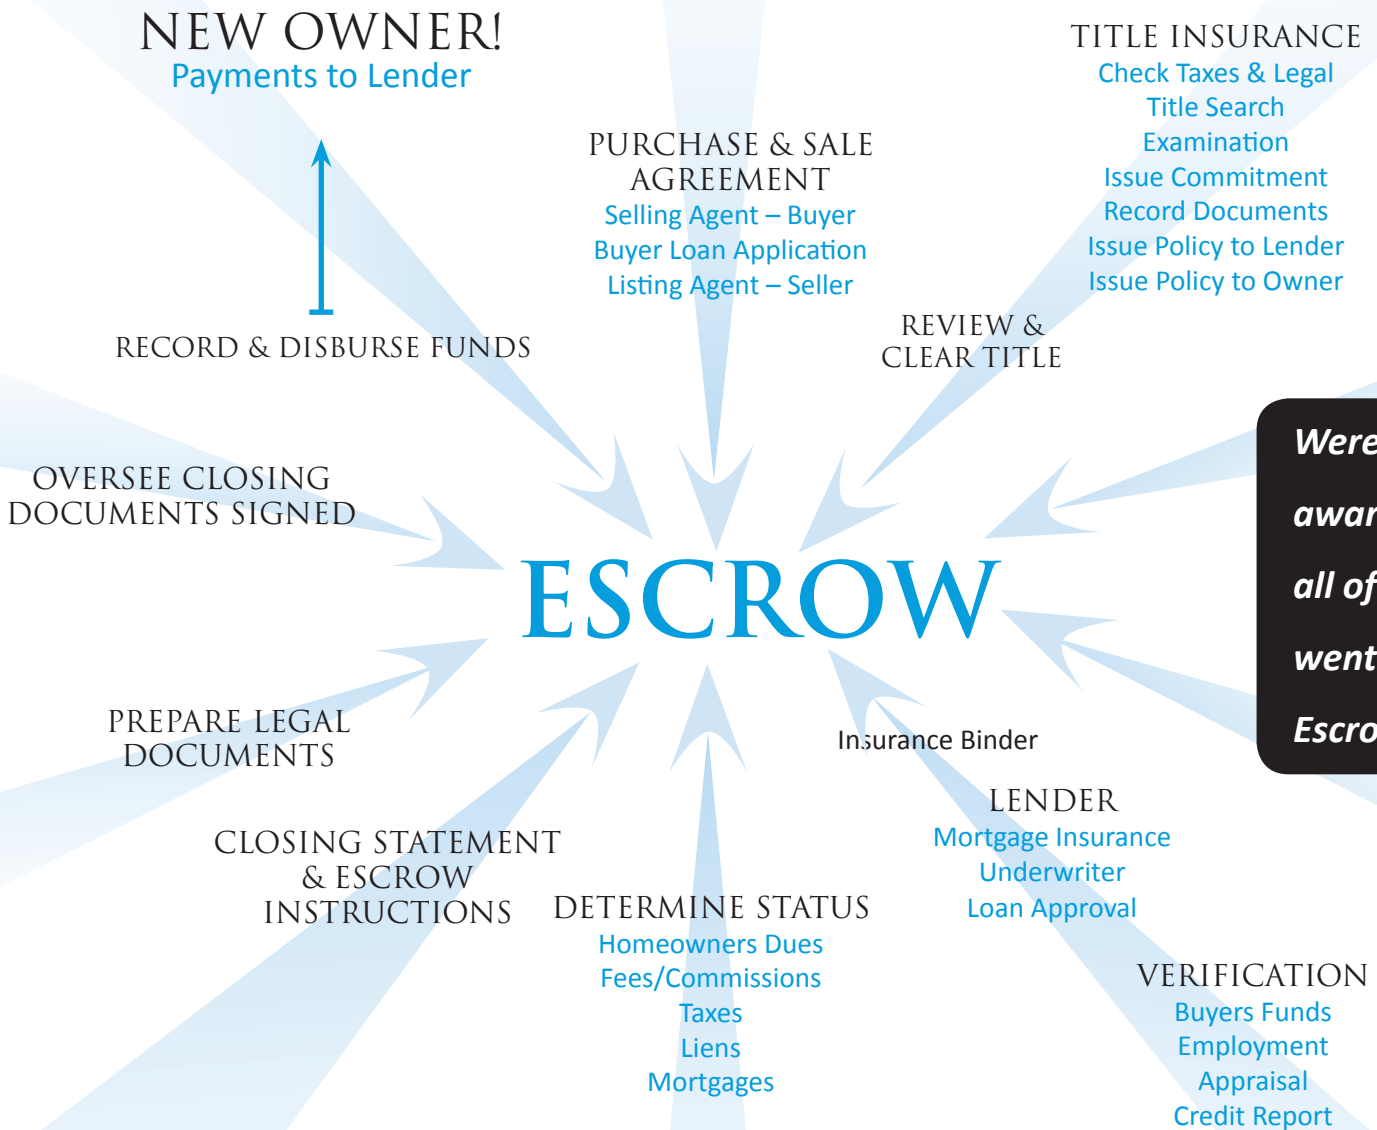 NEW OWNER!
Payments to Lender
RECORD & DISBURSE FUNDS
PURCHASE & SALE
AGREEMENT
Selling Agent – Buyer
Buyer Loan Application
Listing Agent – Seller
TITLE INSURANCE
Check Taxes & Legal
Title Search
Examination
Issue Commitment
Record Documents
Issue Policy to Lender
Issue Policy to Owner
REVIEW &
CLEAR TITLE
OVERSEE CLOSING
DOCUMENTS SIGNED
Were
all of
went
ESCROW
PREPARE LEGAL
DOCUMENTS
Insurance Binder
CLOSING STATEMENT
& ESCROW
INSTRUCTIONS
DETERMINE STATUS
Homeowners Dues
Fees/Commissions
Taxes
Liens
Mortgages
LENDER
Mortgage Insurance
Underwriter
Loan Approval
VERIFICATION
Buyers Funds
Employment
Appraisal
Credit Report